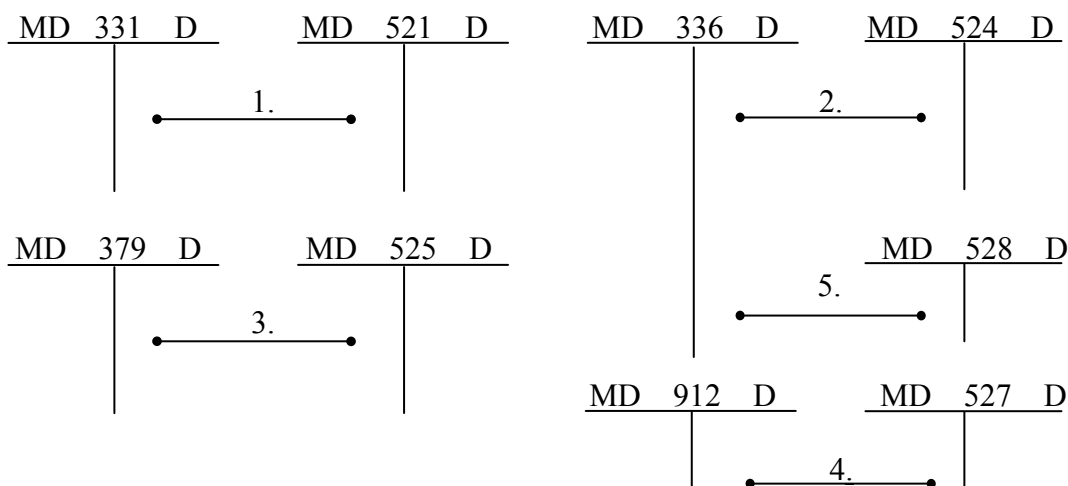 MD 331 D
MD 521 D
1.
MD 336 D
MD 524 D
2.
MD 379 D
MD 525 D
3.
MD 528 D
5.
MD 912 D
MD 527 D
4.